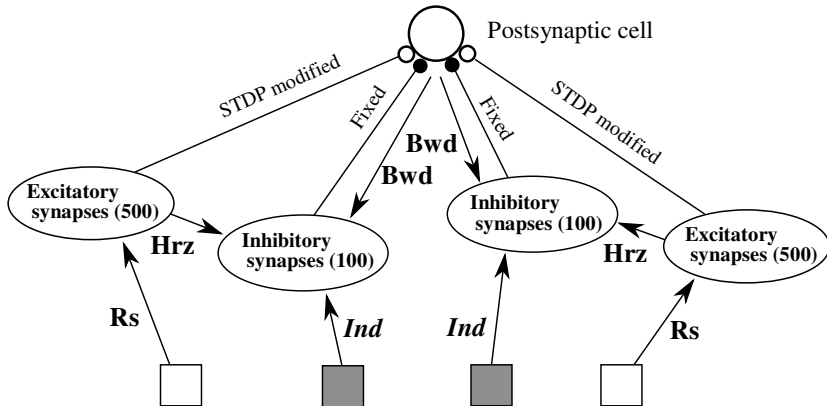 Postsynaptic cell
STDP modified
Fixed
Fixed
STDP modified
Bwd
Bwd
Excitatory
synapses (500)
Hrz
Inhibitory
synapses (100)
Inhibitory
synapses (100)
Hrz
Excitatory
synapses (500)
Rs
Ind
Ind
Rs